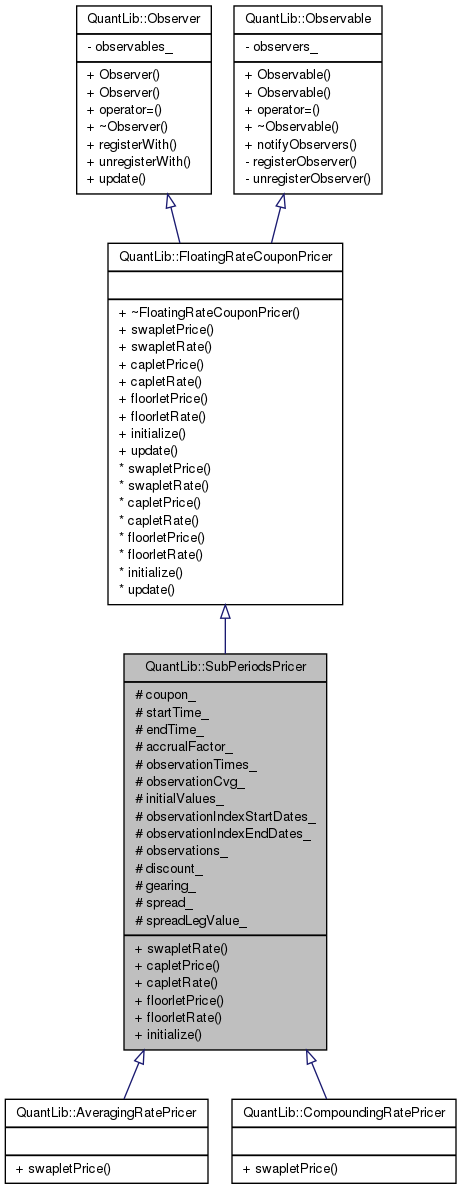 QuantLib::Observer
- observables_
+ Observer()
+ Observer()
+ operator=()
+ ~Observer()
+ registerWith()
+ unregisterWith()
+ update()
QuantLib::Observable
- observers_
+ Observable()
+ Observable()
+ operator=()
+ ~Observable()
+ notifyObservers()
- registerObserver()
- unregisterObserver()
QuantLib::FloatingRateCouponPricer
+ ~FloatingRateCouponPricer()
+ swapletPrice()
+ swapletRate()
+ capletPrice()
+ capletRate()
+ floorletPrice()
+ floorletRate()
+ initialize()
+ update()
* swapletPrice()
* swapletRate()
* capletPrice()
* capletRate()
* floorletPrice()
* floorletRate()
* initialize()
* update()
QuantLib::SubPeriodsPricer
# coupon_
# startTime_
# endTime_
# accrualFactor_
# observationTimes_
# observationCvg_
# initialValues_
# observationIndexStartDates_
# observationIndexEndDates_
# observations_
# discount_
# gearing_
# spread_
# spreadLegValue_
+ swapletRate()
+ capletPrice()
+ capletRate()
+ floorletPrice()
+ floorletRate()
+ initialize()
QuantLib::AveragingRatePricer
+ swapletPrice()
QuantLib::CompoundingRatePricer
+ swapletPrice()